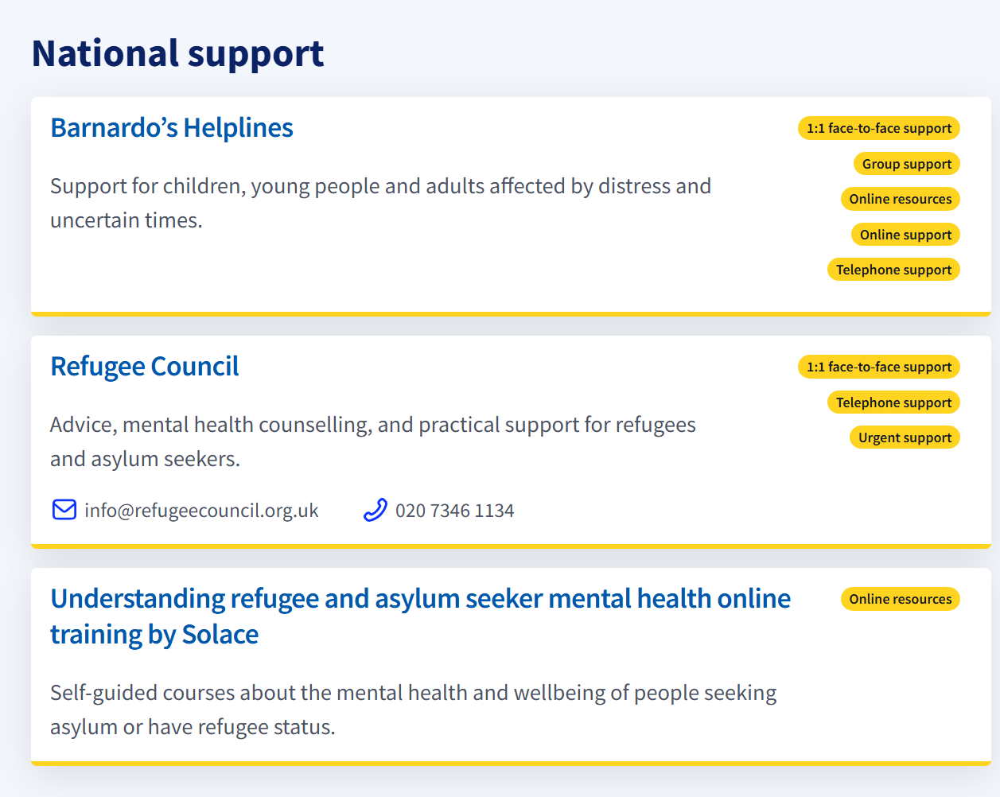 National support
Barnardo’s Helplines
1:1 face-to-face support
Group support
Online resources
Online support
Telephone support
Support for children, young people and adults affected by distress and
uncertain times.
Refugee Council
1:1 face-to-face support
Telephone support
Urgent support
Advice, mental health counselling, and practical support for refugees
and asylum seekers.
info@refugeecouncil.org.uk 020 7346 1134
Understanding refugee and asylum seeker mental health online
training by Solace
Online resources
Self-guided courses about the mental health and wellbeing of people seeking
asylum or have refugee status.